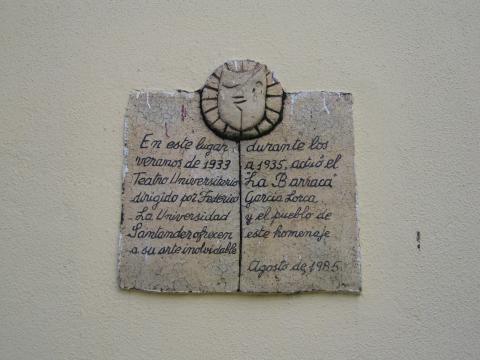 En este lugar durante los
veranos de 1933 a 1935, actuó el
Teatro Universitario "La Barraca"
dirigido por Federico García Lorca,
La Universidad y el pueblo de
Santander ofrecen este homenaje
a su arte inolvidable
Agosto de 1985